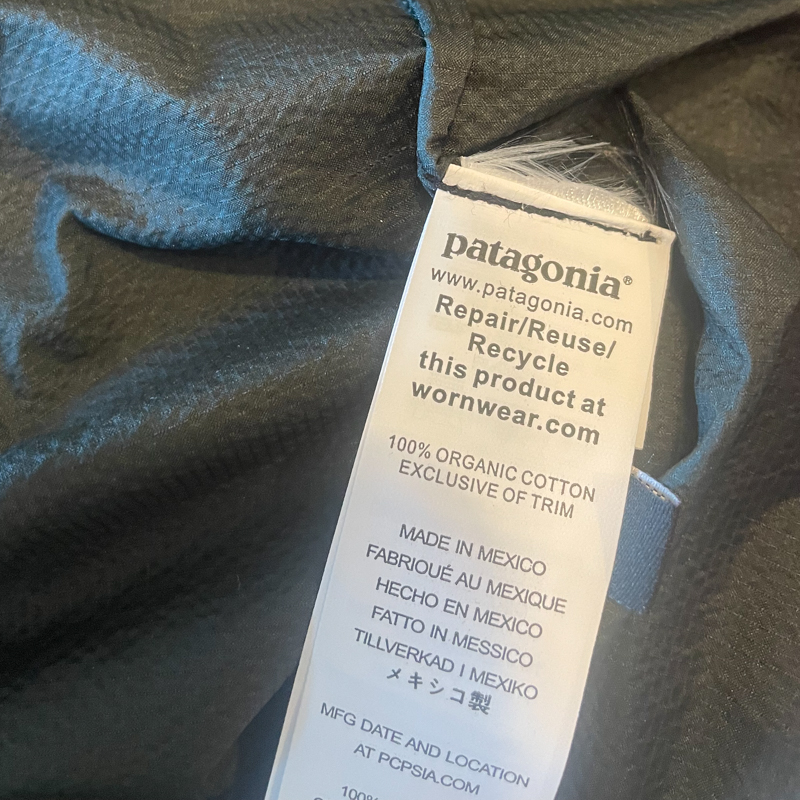 patagonia®
www.patagonia.com
Repair/Reuse/
Recycle
this product at
wornwear.com
100% ORGANIC COTTON
EXCLUSIVE OF TRIM
MADE IN MEXICO
FABRIQUÉ AU MEXIQUE
HECHO EN MEXICO
FATTO IN MESSICO
TILLVERKAD I MEXIKO
メキシコ製
MFG DATE AND LOCATION
AT PCPSIA.COM
100%